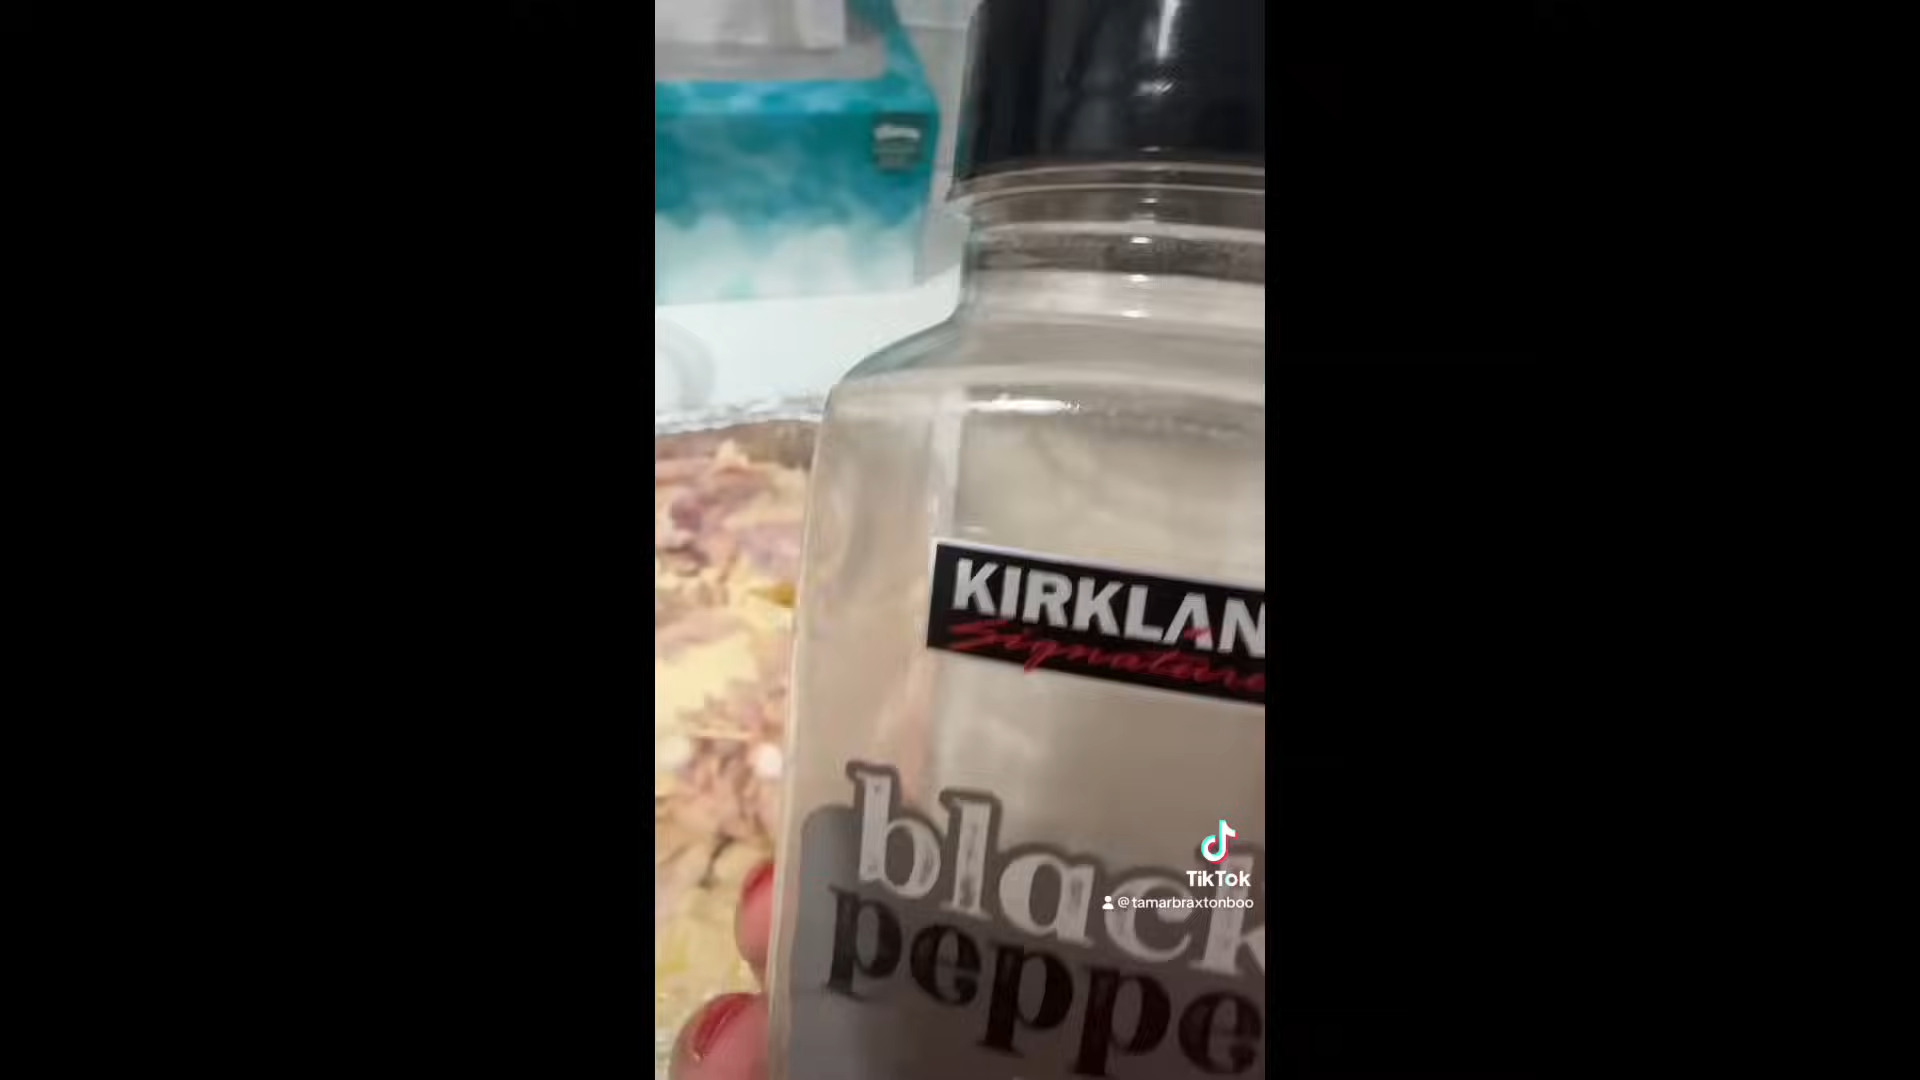 KIRKLAN
Signature
black
peppe
TikTok
@tamarbraxtonboo